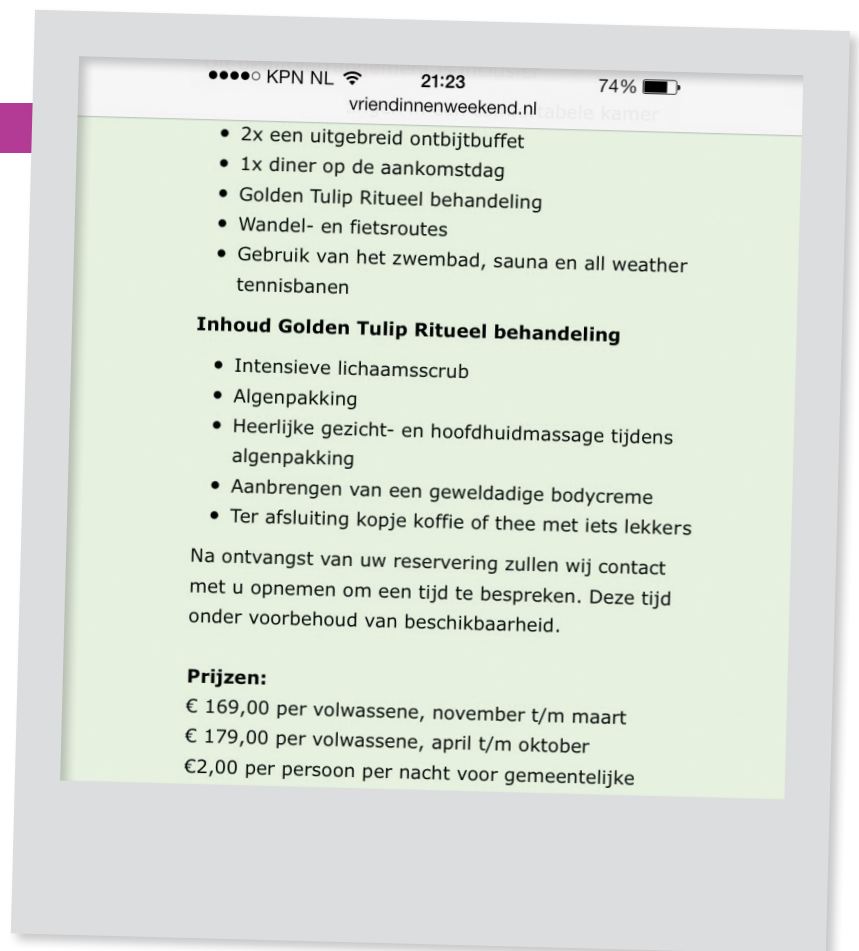 ●●●●○ KPN NL 21:23 74%
vriendinnenweekend.nl
tabele kamer
• 2x een uitgebreid ontbijtbuffet
• 1x diner op de aankomstdag
• Golden Tulip Ritueel behandeling
• Wandel- en fietsroutes
• Gebruik van het zwembad, sauna en all weather
tennisbanen
Inhoud Golden Tulip Ritueel behandeling
• Intensieve lichaamsscrub
• Algenpakking
• Heerlijke gezicht- en hoofdhuidmassage tijdens
algenpakking
• Aanbrengen van een geweldadige bodycreme
• Ter afsluiting kopje koffie of thee met iets lekkers
Na ontvangst van uw reservering zullen wij contact
met u opnemen om een tijd te bespreken. Deze tijd
onder voorbehoud van beschikbaarheid.
Prijzen:
€ 169,00 per volwassene, november t/m maart
€ 179,00 per volwassene, april t/m oktober
€2,00 per persoon per nacht voor gemeentelijke